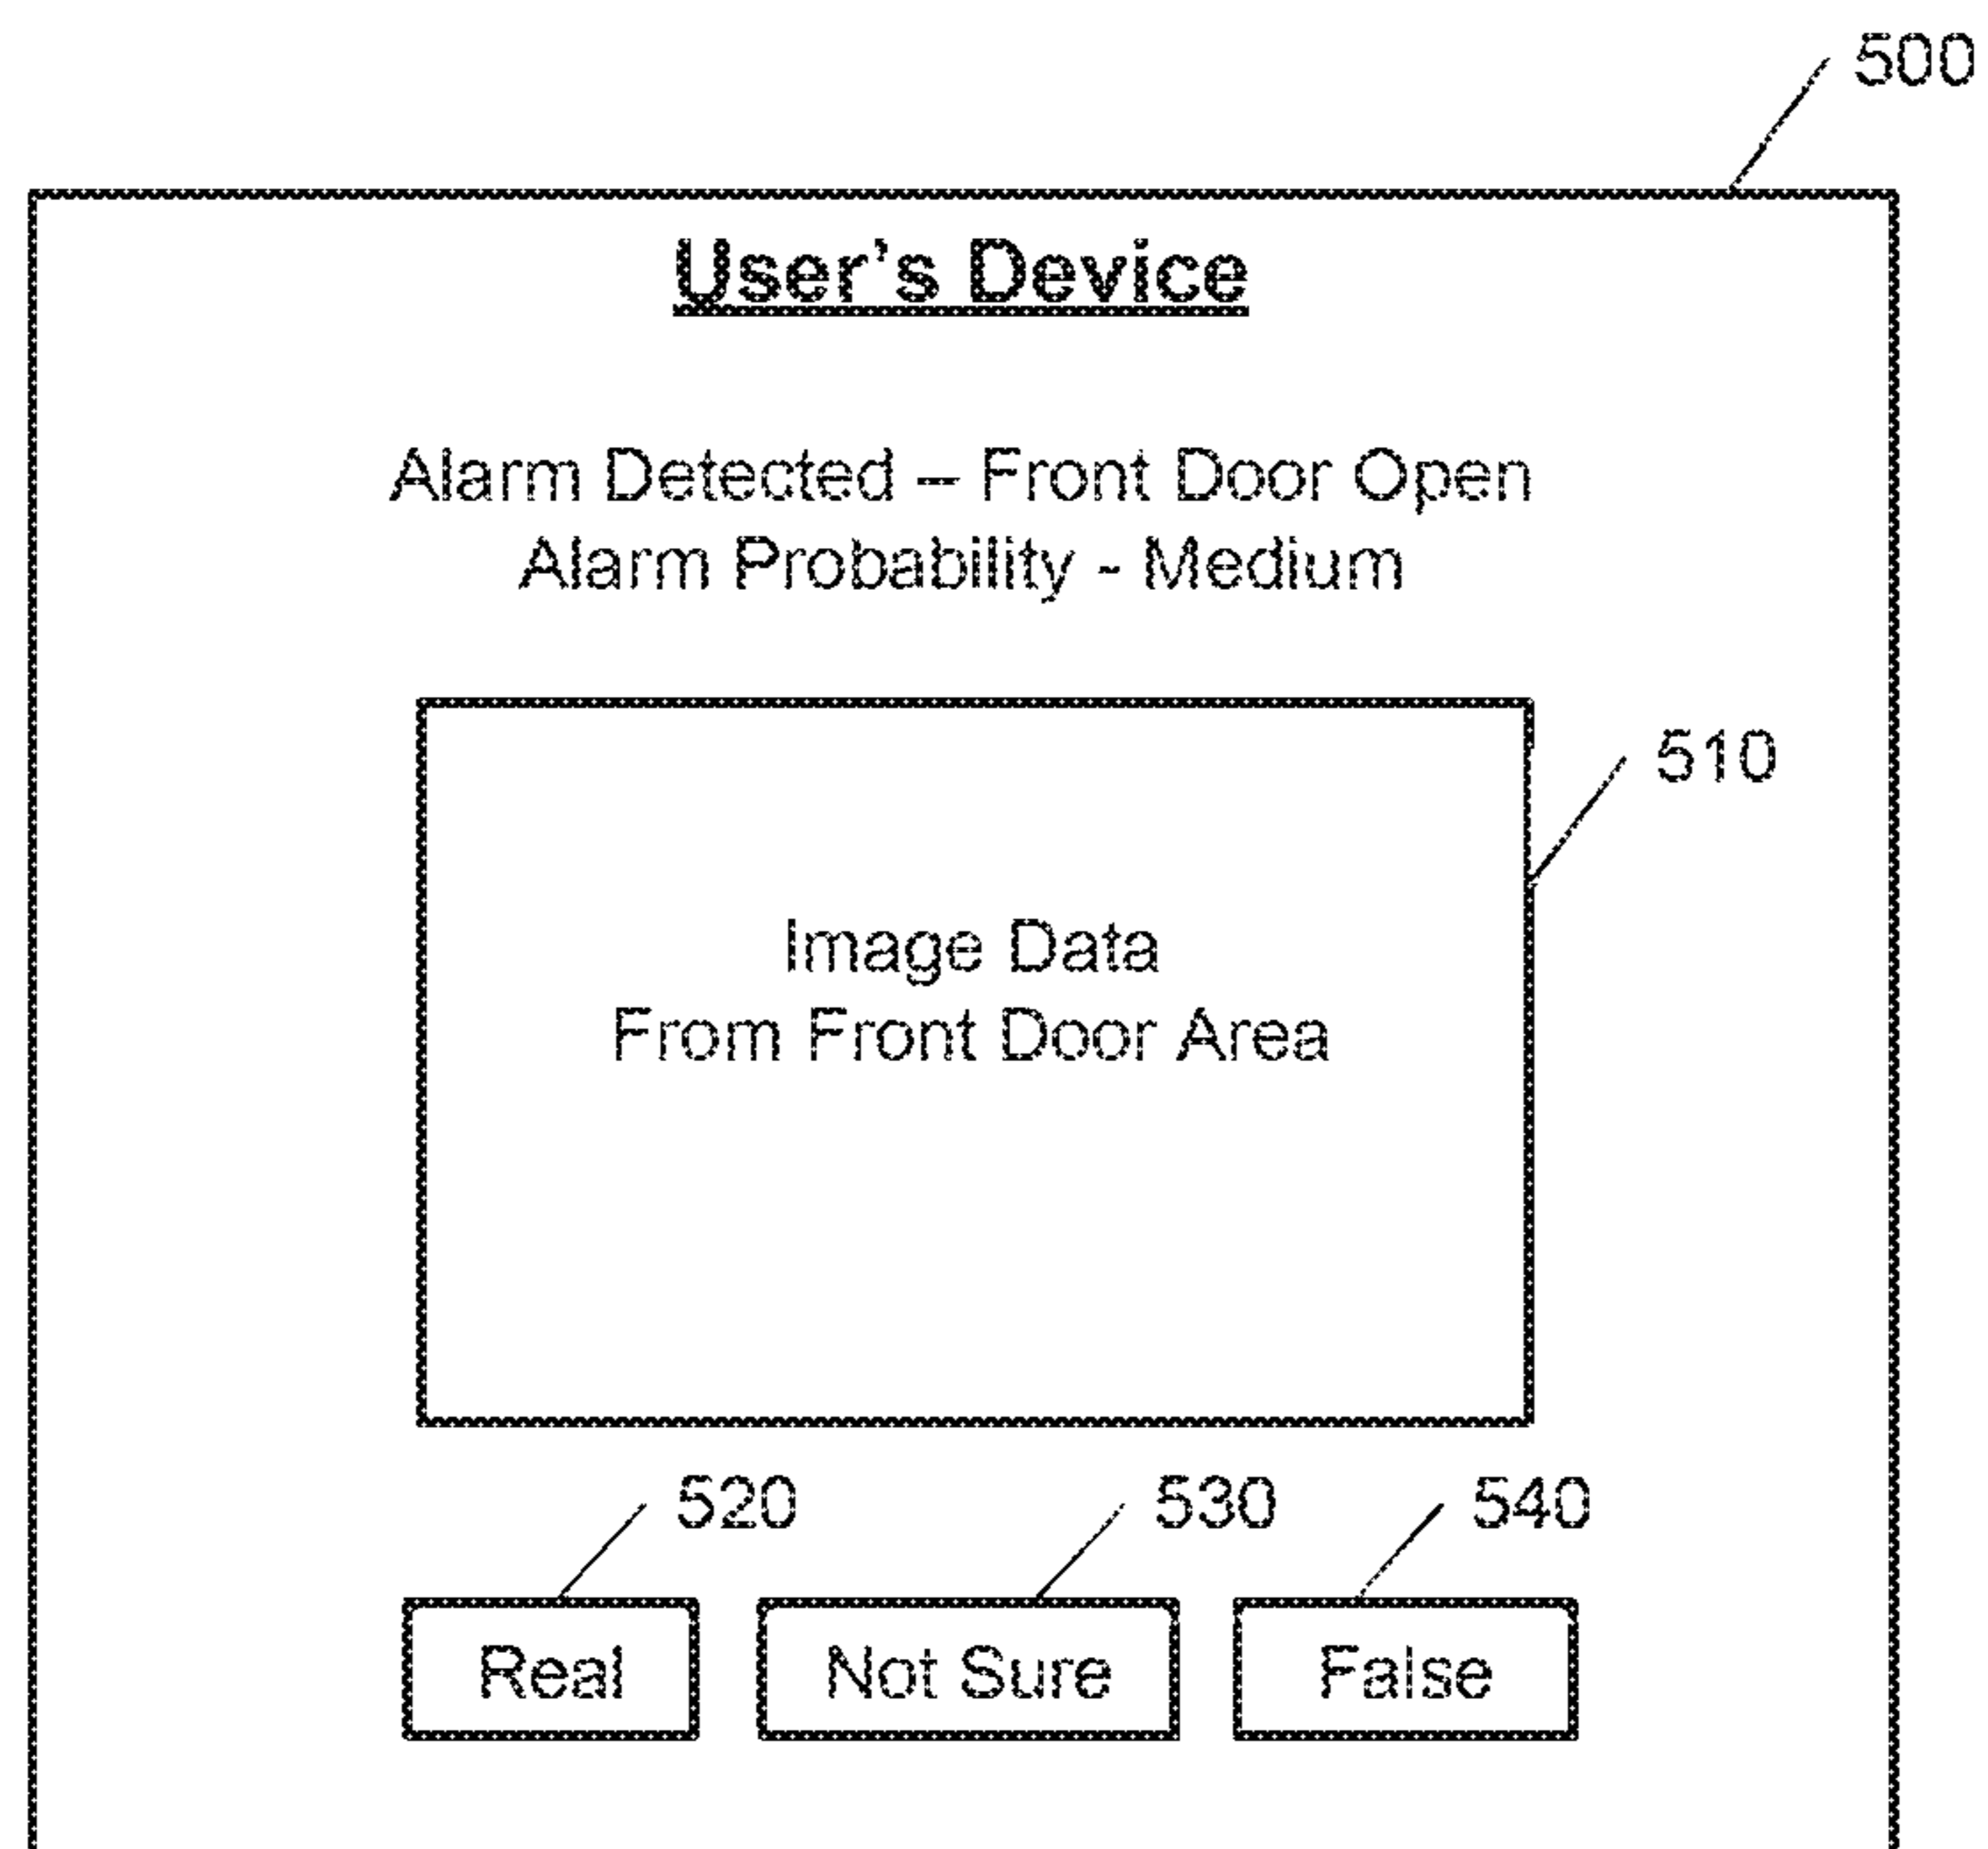 500
User's Device
Alarm Detected – Front Door Open
Alarm Probability - Medium
510
Image Data
From Front Door Area
520 530 540
Real Not Sure False